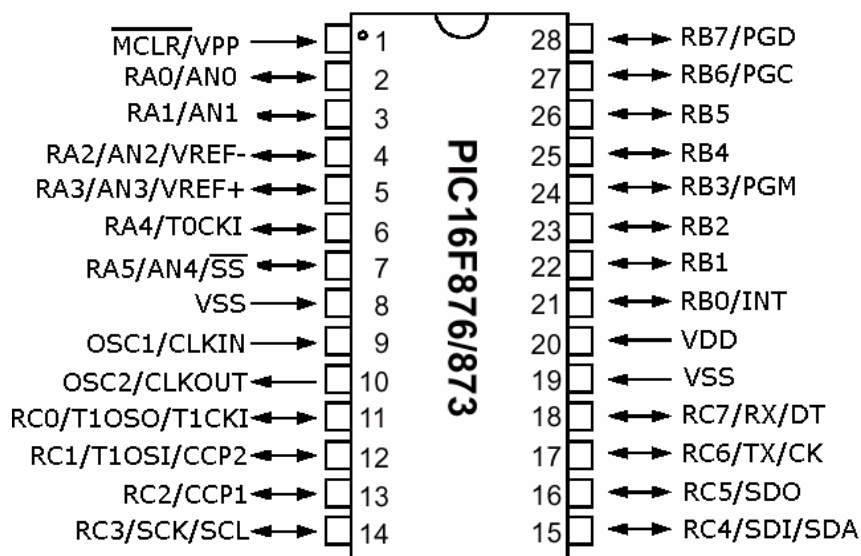 MCLR/VPP 1 28 RB7/PGD
RA0/AN0 2 27 RB6/PGC
RA1/AN1 3 26 RB5
RA2/AN2/VREF- 4 25 RB4
RA3/AN3/VREF+ 5 24 RB3/PGM
RA4/T0CKI 6 23 RB2
RA5/AN4/SS 7 22 RB1
VSS 8 21 RB0/INT
OSC1/CLKIN 9 20 VDD
OSC2/CLKOUT 10 19 VSS
RC0/T1OSO/T1CKI 11 18 RC7/RX/DT
RC1/T1OSI/CCP2 12 17 RC6/TX/CK
RC2/CCP1 13 16 RC5/SDO
RC3/SCK/SCL 14 15 RC4/SDI/SDA
PIC16F876/873